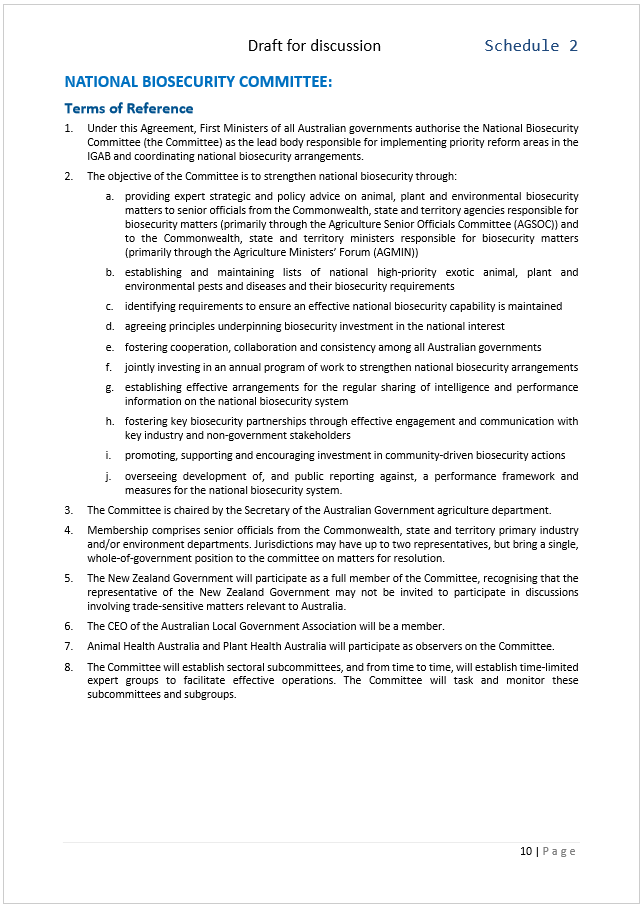 Draft for discussion
Schedule 2
NATIONAL BIOSECURITY COMMITTEE:
Terms of Reference
1. Under this Agreement, First Ministers of all Australian governments authorise the National Biosecurity
Committee (the Committee) as the lead body responsible for implementing priority reform areas in the
IGAB and coordinating national biosecurity arrangements.
2. The objective of the Committee is to strengthen national biosecurity through:
a. providing expert strategic and policy advice on animal, plant and environmental biosecurity
matters to senior officials from the Commonwealth, state and territory agencies responsible for
biosecurity matters (primarily through the Agriculture Senior Officials Committee (AGSOC)) and
to the Commonwealth, state and territory ministers responsible for biosecurity matters
(primarily through the Agriculture Ministers’ Forum (AGMIN))
b. establishing and maintaining lists of national high-priority exotic animal, plant and
environmental pests and diseases and their biosecurity requirements
c. identifying requirements to ensure an effective national biosecurity capability is maintained
d. agreeing principles underpinning biosecurity investment in the national interest
e. fostering cooperation, collaboration and consistency among all Australian governments
f. jointly investing in an annual program of work to strengthen national biosecurity arrangements
g. establishing effective arrangements for the regular sharing of intelligence and performance
information on the national biosecurity system
h. fostering key biosecurity partnerships through effective engagement and communication with
key industry and non-government stakeholders
i. promoting, supporting and encouraging investment in community-driven biosecurity actions
j. overseeing development of, and public reporting against, a performance framework and
measures for the national biosecurity system.
3. The Committee is chaired by the Secretary of the Australian Government agriculture department.
4. Membership comprises senior officials from the Commonwealth, state and territory primary industry
and/or environment departments. Jurisdictions may have up to two representatives, but bring a single,
whole-of-government position to the committee on matters for resolution.
5. The New Zealand Government will participate as a full member of the Committee, recognising that the
representative of the New Zealand Government may not be invited to participate in discussions
involving trade-sensitive matters relevant to Australia.
6. The CEO of the Australian Local Government Association will be a member.
7. Animal Health Australia and Plant Health Australia will participate as observers on the Committee.
8. The Committee will establish sectoral subcommittees, and from time to time, will establish time-limited
expert groups to facilitate effective operations. The Committee will task and monitor these
subcommittees and subgroups.
10 | Page